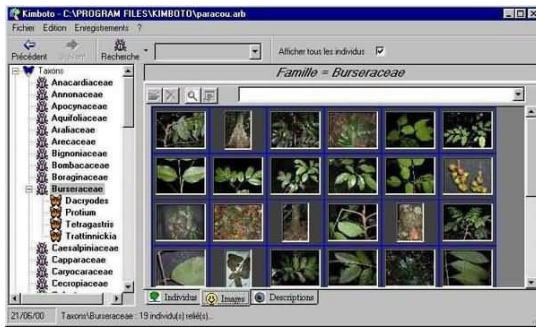 Kimboto - C:\PROGRAM FILES\KIMBOTO\paracou.arb
Fichier Edition Enregistrements ?
Précédent Suivant Recherche Afficher tous les individus
Taxons
Anacardiaceae
Annonaceae
Apocynaceae
Aquifoliaceae
Araliaceae
Arecaceae
Bignoniaceae
Bombacaceae
Boraginaceae
Burseraceae
Dacryodes
Protium
Tetragastris
Trattinnickia
Caesalpiniaceae
Capparaceae
Caryocaraceae
Cecropiaceae
Famille = Burseraceae
Individus Images Descriptions
21/06/00 Taxons\Burseraceae : 19 individu(s) relié(s)...